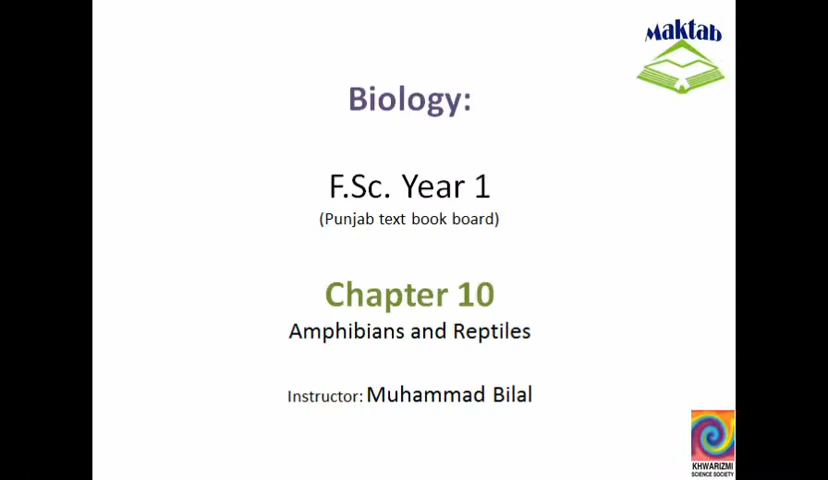 Maktab
Biology:
F.Sc. Year 1
(Punjab text book board)
Chapter 10
Amphibians and Reptiles
Instructor: Muhammad Bilal
KHWARIZMI
SCIENCE SOCIETY